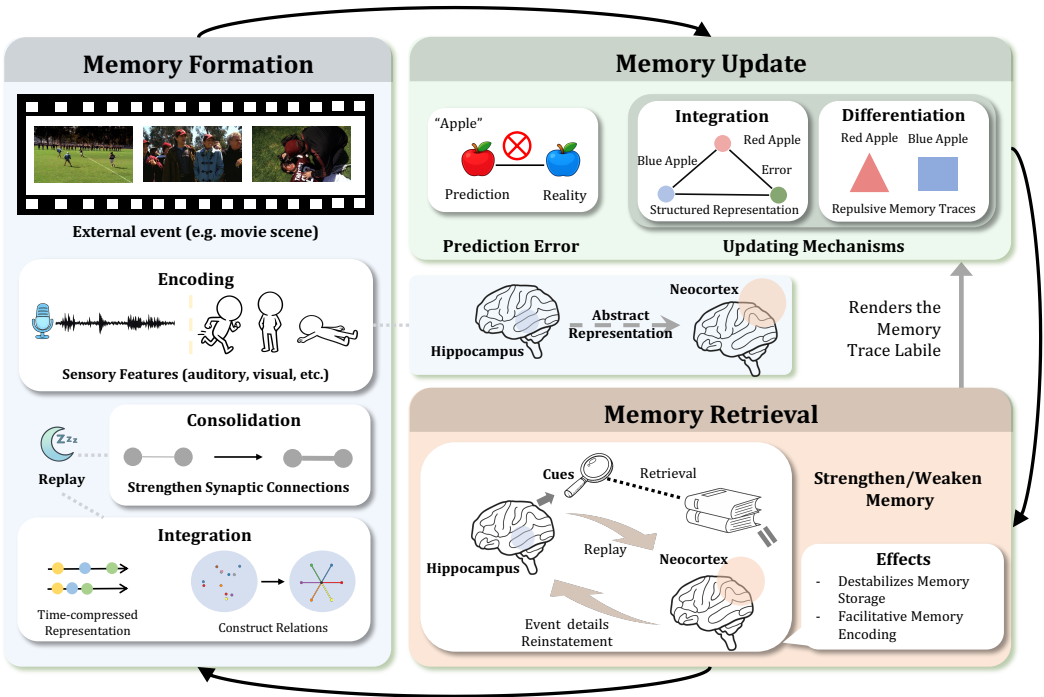 Memory Formation
External event (e.g. movie scene)
Encoding
Sensory Features (auditory, visual, etc.)
Consolidation
Strengthen Synaptic Connections
Zzz
Replay
Integration
Time-compressed
Representation
Construct Relations
Memory Update
“Apple”
Prediction
Reality
Prediction Error
Integration
Red Apple
Blue Apple
Error
Structured Representation
Differentiation
Red Apple
Blue Apple
Repulsive Memory Traces
Updating Mechanisms
Hippocampus
Abstract
Representation
Neocortex
Renders the
Memory
Trace Labile
Memory Retrieval
Cues
Retrieval
Hippocampus
Replay
Neocortex
Event details
Reinstatement
Strengthen/Weaken
Memory
Effects
- Destabilizes Memory
Storage
- Facilitative Memory
Encoding